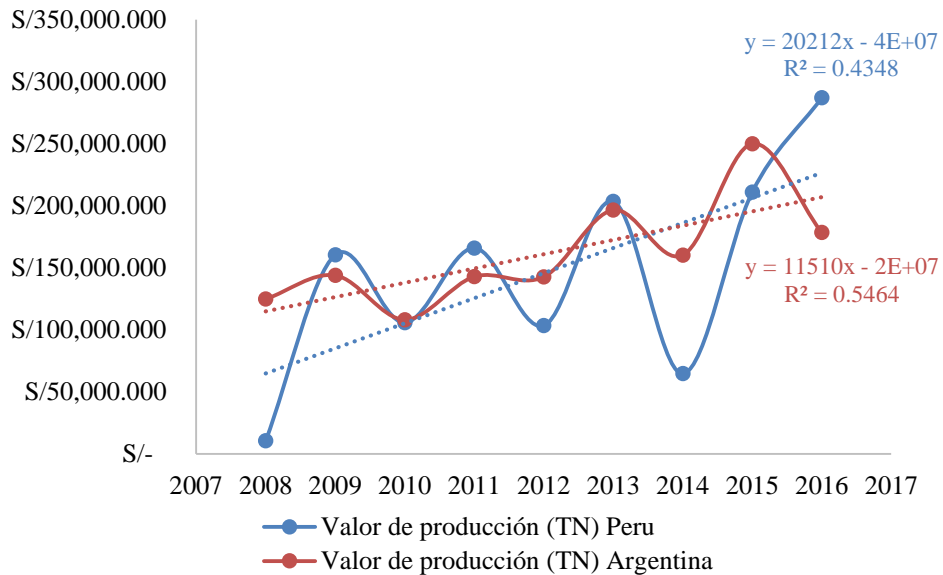 S/350,000.000
S/300,000.000
S/250,000.000
S/200,000.000
S/150,000.000
S/100,000.000
S/50,000.000
S/-
y = 20212x - 4E+07
R² = 0.4348
y = 11510x - 2E+07
R² = 0.5464
2007 2008 2009 2010 2011 2012 2013 2014 2015 2016 2017
Valor de producción (TN) Peru
Valor de producción (TN) Argentina